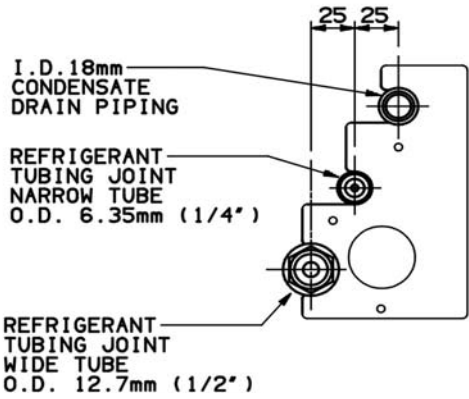 25 25
I.D.18mm
CONDENSATE
DRAIN PIPING
REFRIGERANT
TUBING JOINT
NARROW TUBE
O.D. 6.35mm (1/4")
REFRIGERANT
TUBING JOINT
WIDE TUBE
O.D. 12.7mm (1/2")